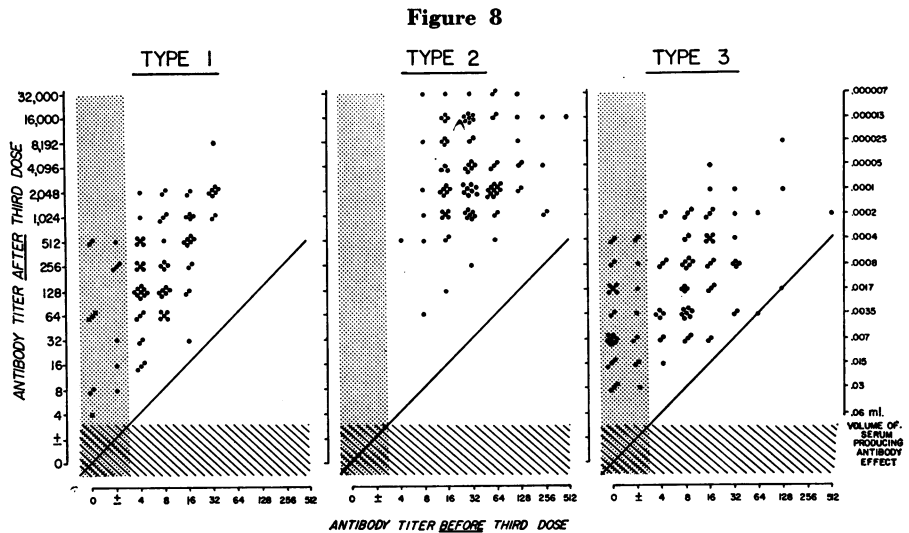 Figure 8
TYPE 1
TYPE 2
TYPE 3
ANTIBODY TITER AFTER THIRD DOSE
32,000
16,000
8,192
4,096
2,048
1,024
512
256
128
64
32
16
8
4
±
0
.000007
.000013
.000025
.00005
.0001
.0002
.0004
.0008
.0017
.0035
.007
.015
.03
.06 ml.
VOLUME OF
SERUM
PRODUCING
ANTIBODY
EFFECT
0 ± 4 8 16 32 64 128 256 512
0 ± 4 8 16 32 64 128 256 512
0 ± 4 8 16 32 64 128 256 512
ANTIBODY TITER BEFORE THIRD DOSE